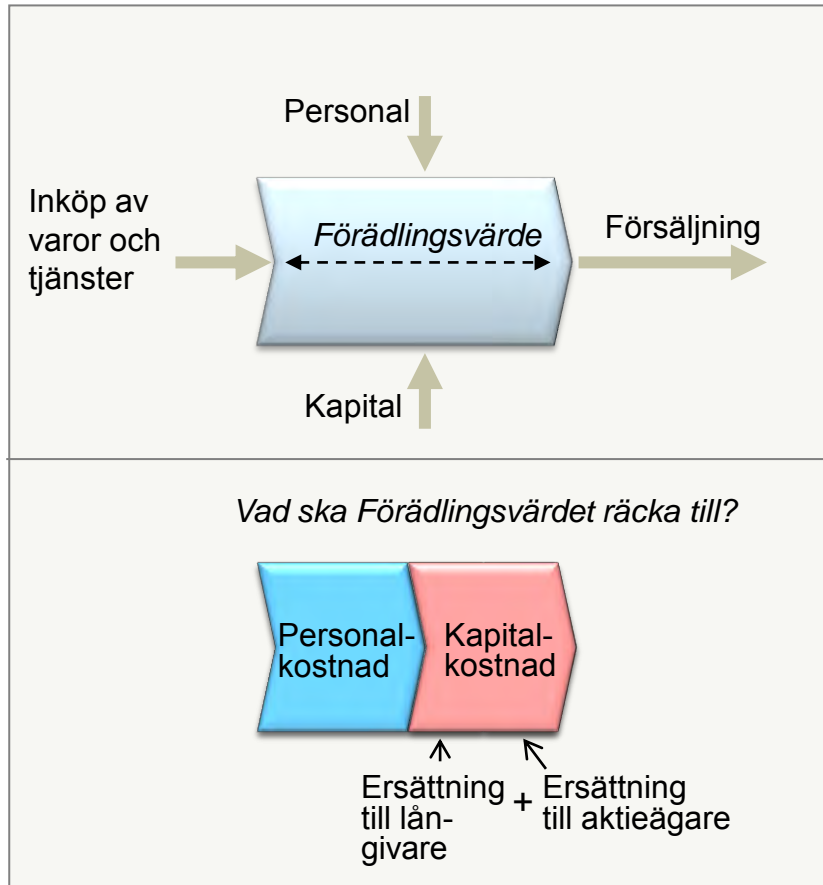 Personal
Inköp av
varor och
tjänster
Förädlingsvärde
Försäljning
Kapital
Vad ska Förädlingsvärdet räcka till?
Personal-
kostnad
Kapital-
kostnad
Ersättning
till lån-
givare
+
Ersättning
till aktieägare